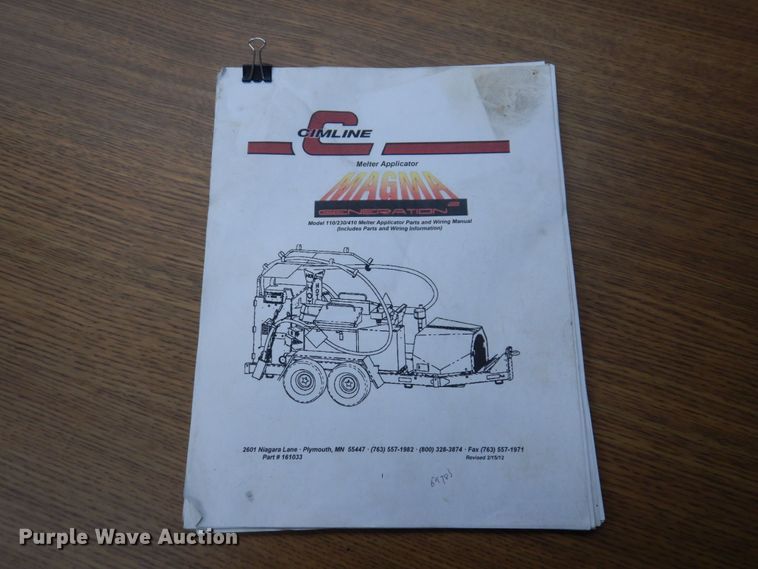 CIMLINE
Melter Applicator
MAGMA
GENERATION 2
Model 110/230/410 Melter Applicator Parts and Wiring Manual
(Includes Parts and Wiring Information)
HOT
2601 Niagara Lane · Plymouth, MN 55447 · (763) 557-1982 · (800) 328-3874 · Fax (763) 557-1971
Part # 161033 Revised 2/15/12
Purple Wave Auction